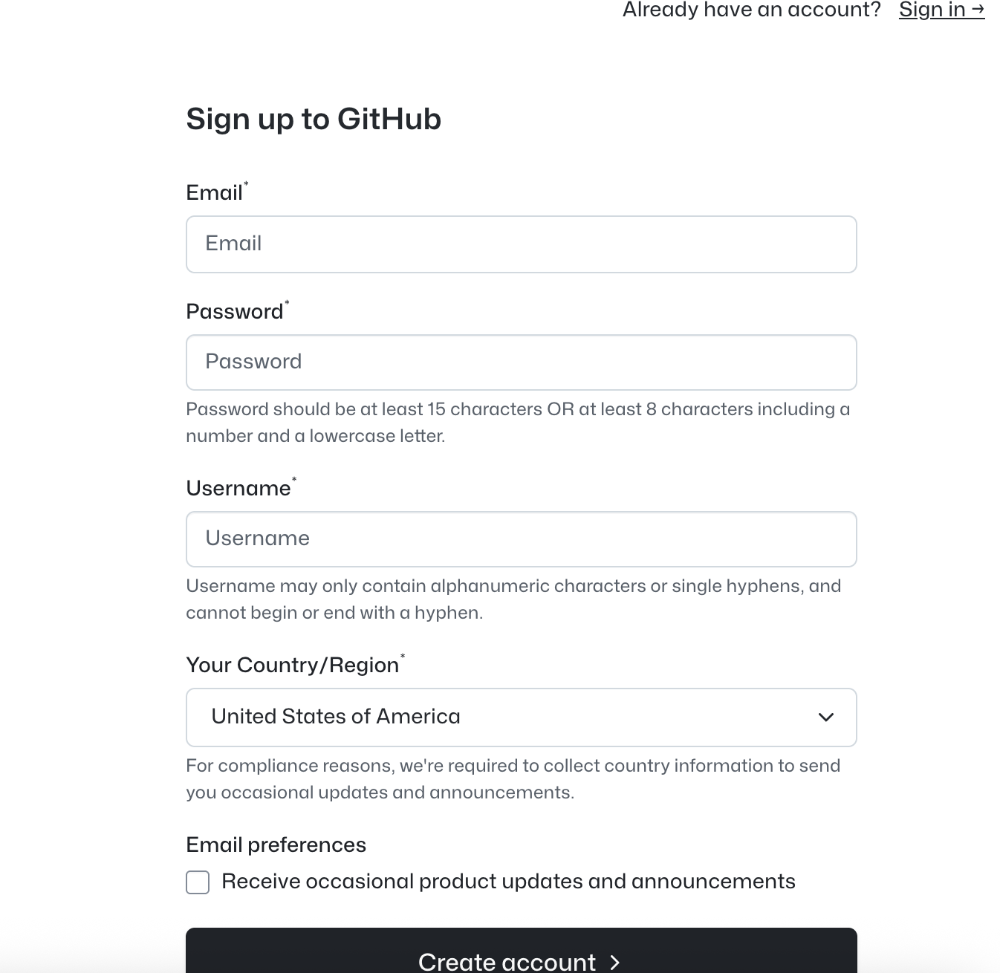 Already have an account? Sign in →
Sign up to GitHub
Email*
Email
Password*
Password
Password should be at least 15 characters OR at least 8 characters including a
number and a lowercase letter.
Username*
Username
Username may only contain alphanumeric characters or single hyphens, and
cannot begin or end with a hyphen.
Your Country/Region*
United States of America
For compliance reasons, we're required to collect country information to send
you occasional updates and announcements.
Email preferences
Receive occasional product updates and announcements
Create account >